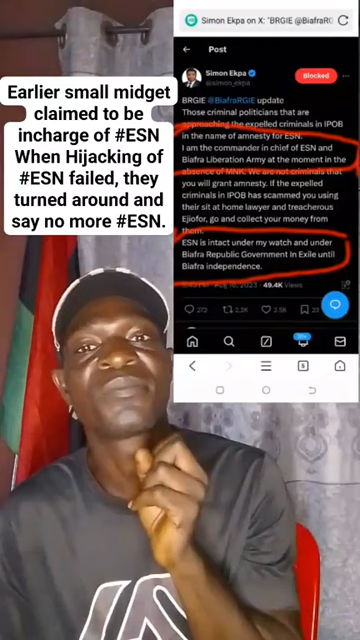 Simon Ekpa on X: "BRGIE @BiafraRG
Post
Simon Ekpa
@simon_ekpa
Blocked
BRGIE @BiafraRGIE update
Those criminal politicians that are
approaching the expelled criminals in IPOB
in the name of amnesty for ESN.
I am the commander in chief of ESN and
Biafra Liberation Army at the moment in the
absence of MNK. We are not criminals that
you will grant amnesty. If the expelled
criminals in IPOB has scammed you using
their sit at home lawyer and treacherous
Ejiofor, go and collect your money from
them.
ESN is intact under my watch and under
Biafra Republic Government In Exile until
Biafra independence.
2023 · 49.4K Views
272
2.2K
2.5K
23
Earlier small midget
claimed to be
incharge of #ESN
When Hijacking of
#ESN failed, they
turned around and
say no more #ESN.